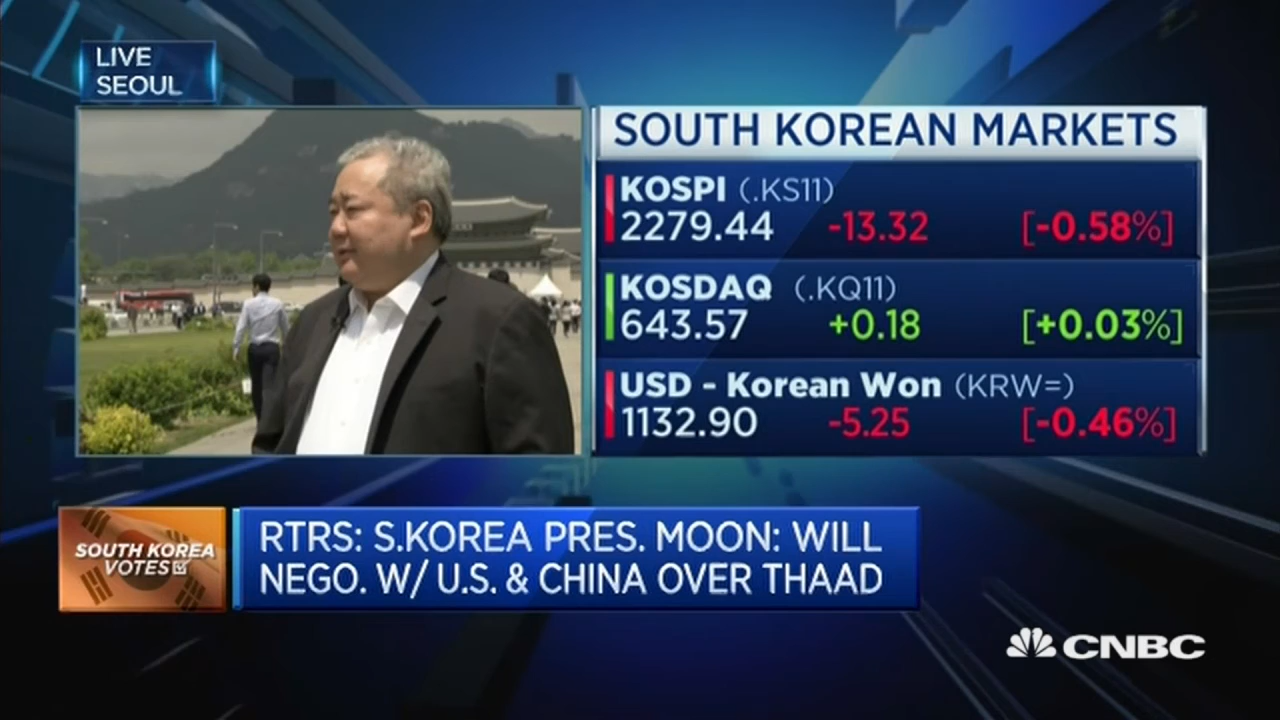 LIVE
SEOUL
SOUTH KOREAN MARKETS
KOSPI (.KS11)
2279.44 -13.32 [-0.58%]
KOSDAQ (.KQ11)
643.57 +0.18 [+0.03%]
USD - Korean Won (KRW=)
1132.90 -5.25 [-0.46%]
SOUTH KOREA
VOTES
RTRS: S.KOREA PRES. MOON: WILL
NEGO. W/ U.S. & CHINA OVER THAAD
CNBC